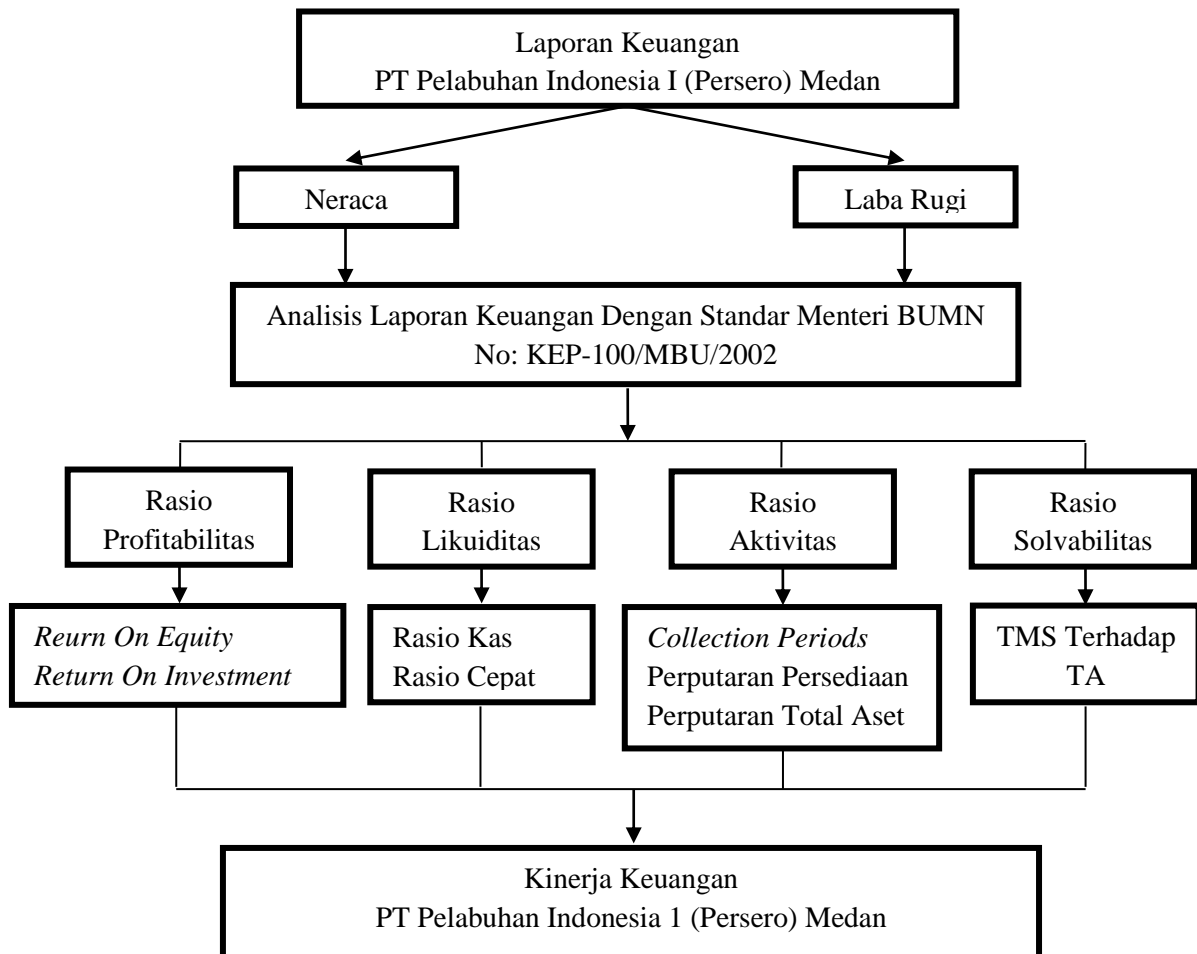 Laporan Keuangan
PT Pelabuhan Indonesia I (Persero) Medan
Neraca
Laba Rugi
Analisis Laporan Keuangan Dengan Standar Menteri BUMN
No: KEP-100/MBU/2002
Rasio
Profitabilitas
Rasio
Likuiditas
Rasio
Aktivitas
Rasio
Solvabilitas
Reurn On Equity
Return On Investment
Rasio Kas
Rasio Cepat
Collection Periods
Perputaran Persediaan
Perputaran Total Aset
TMS Terhadap
TA
Kinerja Keuangan
PT Pelabuhan Indonesia 1 (Persero) Medan